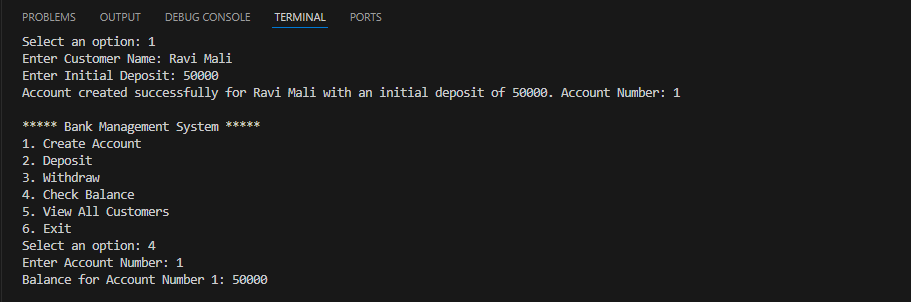 PROBLEMS OUTPUT DEBUG CONSOLE TERMINAL PORTS
Select an option: 1
Enter Customer Name: Ravi Mali
Enter Initial Deposit: 50000
Account created successfully for Ravi Mali with an initial deposit of 50000. Account Number: 1
***** Bank Management System *****
1. Create Account
2. Deposit
3. Withdraw
4. Check Balance
5. View All Customers
6. Exit
Select an option: 4
Enter Account Number: 1
Balance for Account Number 1: 50000